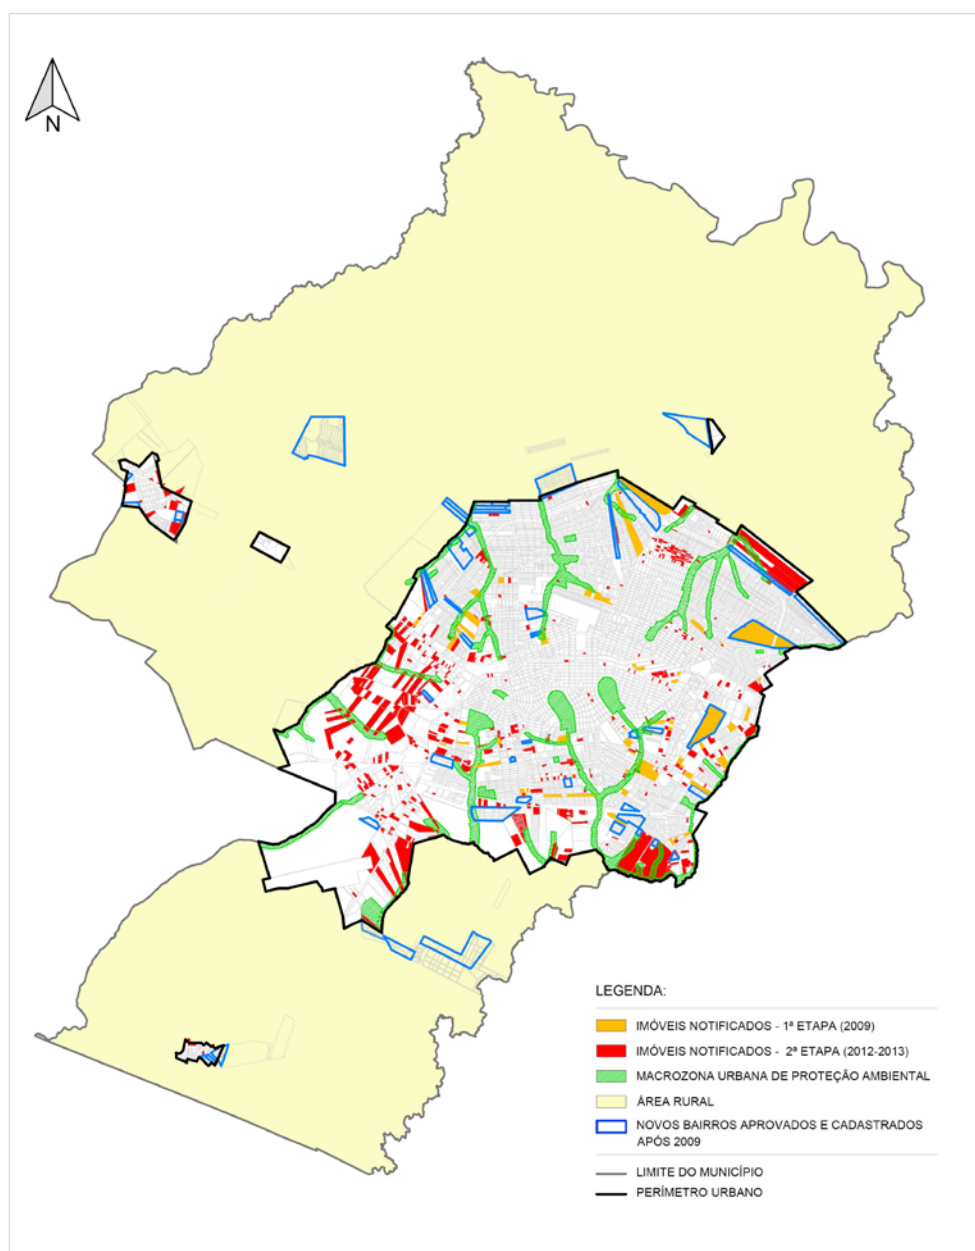 N
LEGENDA:
IMÓVEIS NOTIFICADOS - 1ª ETAPA (2009)
IMÓVEIS NOTIFICADOS - 2ª ETAPA (2012-2013)
MACROZONA URBANA DE PROTEÇÃO AMBIENTAL
ÁREA RURAL
NOVOS BAIRROS APROVADOS E CADASTRADOS
APÓS 2009
LIMITE DO MUNICÍPIO
PERÍMETRO URBANO